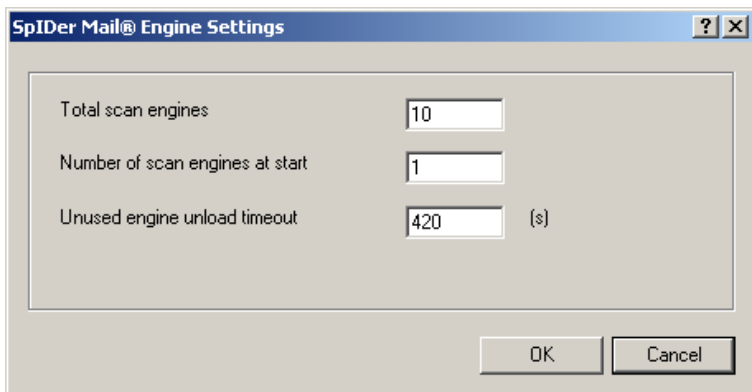 SpIDer Mail® Engine Settings
Total scan engines 10
Number of scan engines at start 1
Unused engine unload timeout 420 (s)
OK Cancel